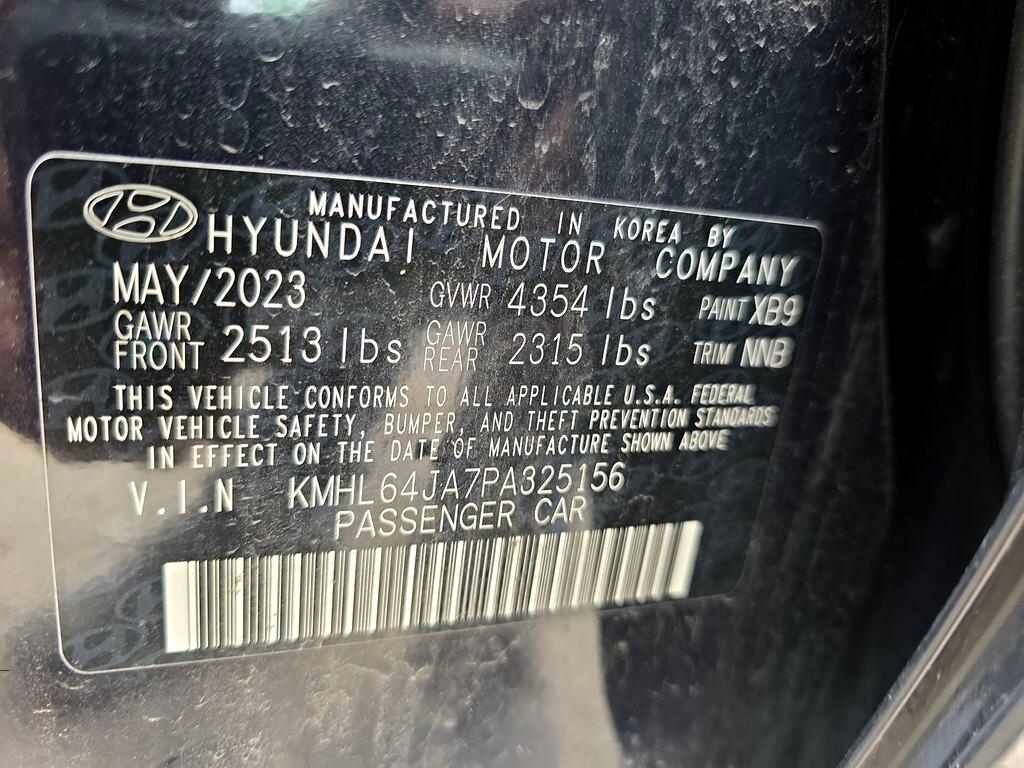 MANUFACTURED IN KOREA BY
HYUNDAI MOTOR COMPANY
MAY/2023 GVWR 4354 lbs PAINT XB9
GAWR FRONT 2513 lbs GAWR REAR 2315 lbs TRIM NNB
THIS VEHICLE CONFORMS TO ALL APPLICABLE U.S.A. FEDERAL
MOTOR VEHICLE SAFETY, BUMPER, AND THEFT PREVENTION STANDARDS
IN EFFECT ON THE DATE OF MANUFACTURE SHOWN ABOVE
V.I.N KMHL64JA7PA325156
PASSENGER CAR